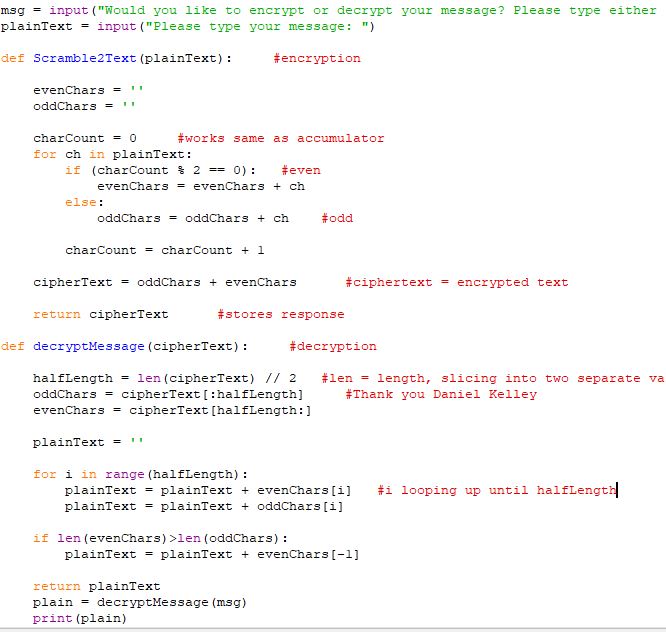 msg = input("Would you like to encrypt or decrypt your message? Please type either
plainText = input("Please type your message: ")
def Scramble2Text(plainText):     #encryption
    evenChars = ''
    oddChars = ''
    charCount = 0     #works same as accumulator
    for ch in plainText:
        if (charCount % 2 == 0):   #even
            evenChars = evenChars + ch
        else:
            oddChars = oddChars + ch    #odd
        charCount = charCount + 1
    cipherText = oddChars + evenChars      #ciphertext = encrypted text
    return cipherText      #stores response
def decryptMessage(cipherText):     #decryption
    halfLength = len(cipherText) // 2   #len = length, slicing into two separate
    oddChars = cipherText[:halfLength]     #Thank you Daniel Kelley
    evenChars = cipherText[halfLength:]
    plainText = ''
    for i in range(halfLength):
        plainText = plainText + evenChars[i]   #i looping up until halfLength
        plainText = plainText + oddChars[i]
    if len(evenChars)>len(oddChars):
        plainText = plainText + evenChars[-1]
    return plainText
    plain = decryptMessage(msg)
    print(plain)